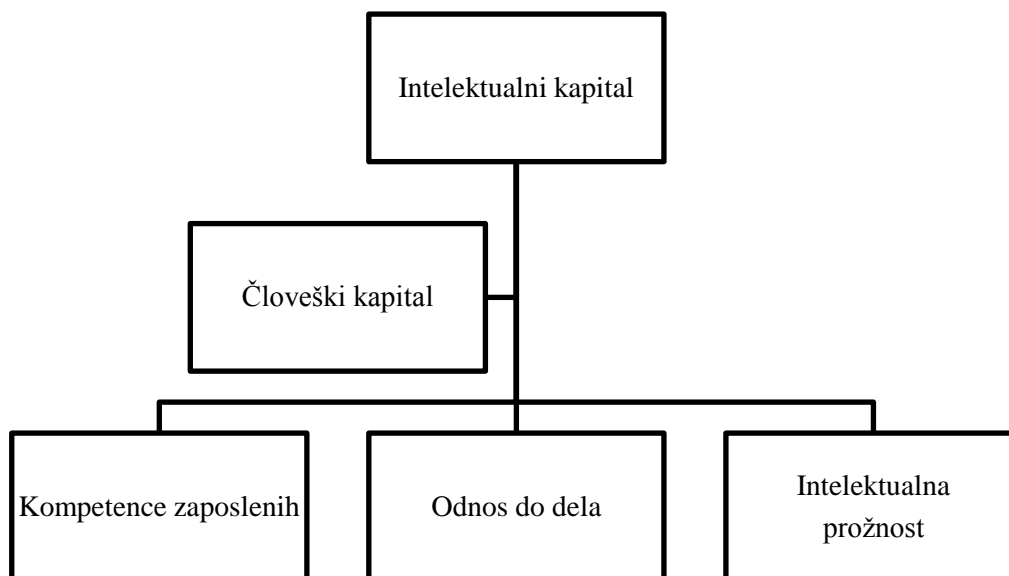 Intelektualni kapital
Človeški kapital
Kompetence zaposlenih
Odnos do dela
Intelektualna
prožnost